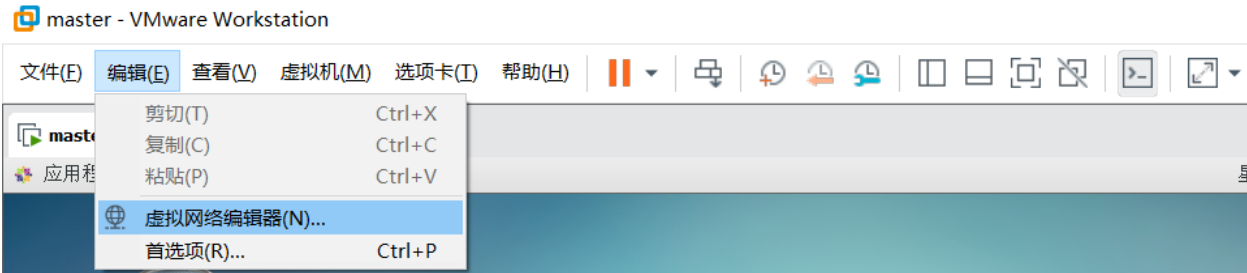 master - VMware Workstation
文件(F) 编辑(E) 查看(V) 虚拟机(M) 选项卡(T) 帮助(H)
剪切(T) Ctrl+X
maste
复制(C) Ctrl+C
应用程
粘贴(P) Ctrl+V
虚拟网络编辑器(N)...
首选项(R)... Ctrl+P